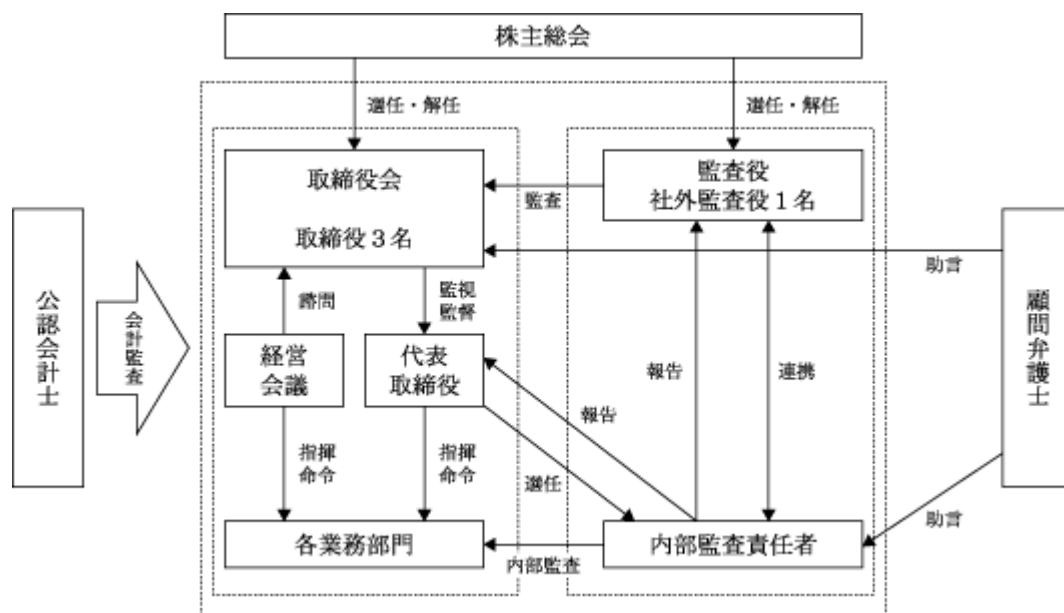 株主総会
選任・解任
選任・解任
取締役会
取締役3名
監査役
社外監査役1名
監査
助言
公認会計士
会計監査
顧問弁護士
諮問
監視
監督
経営
会議
代表
取締役
報告
連携
報告
指揮
命令
指揮
命令
選任
助言
各業務部門
内部監査
内部監査責任者